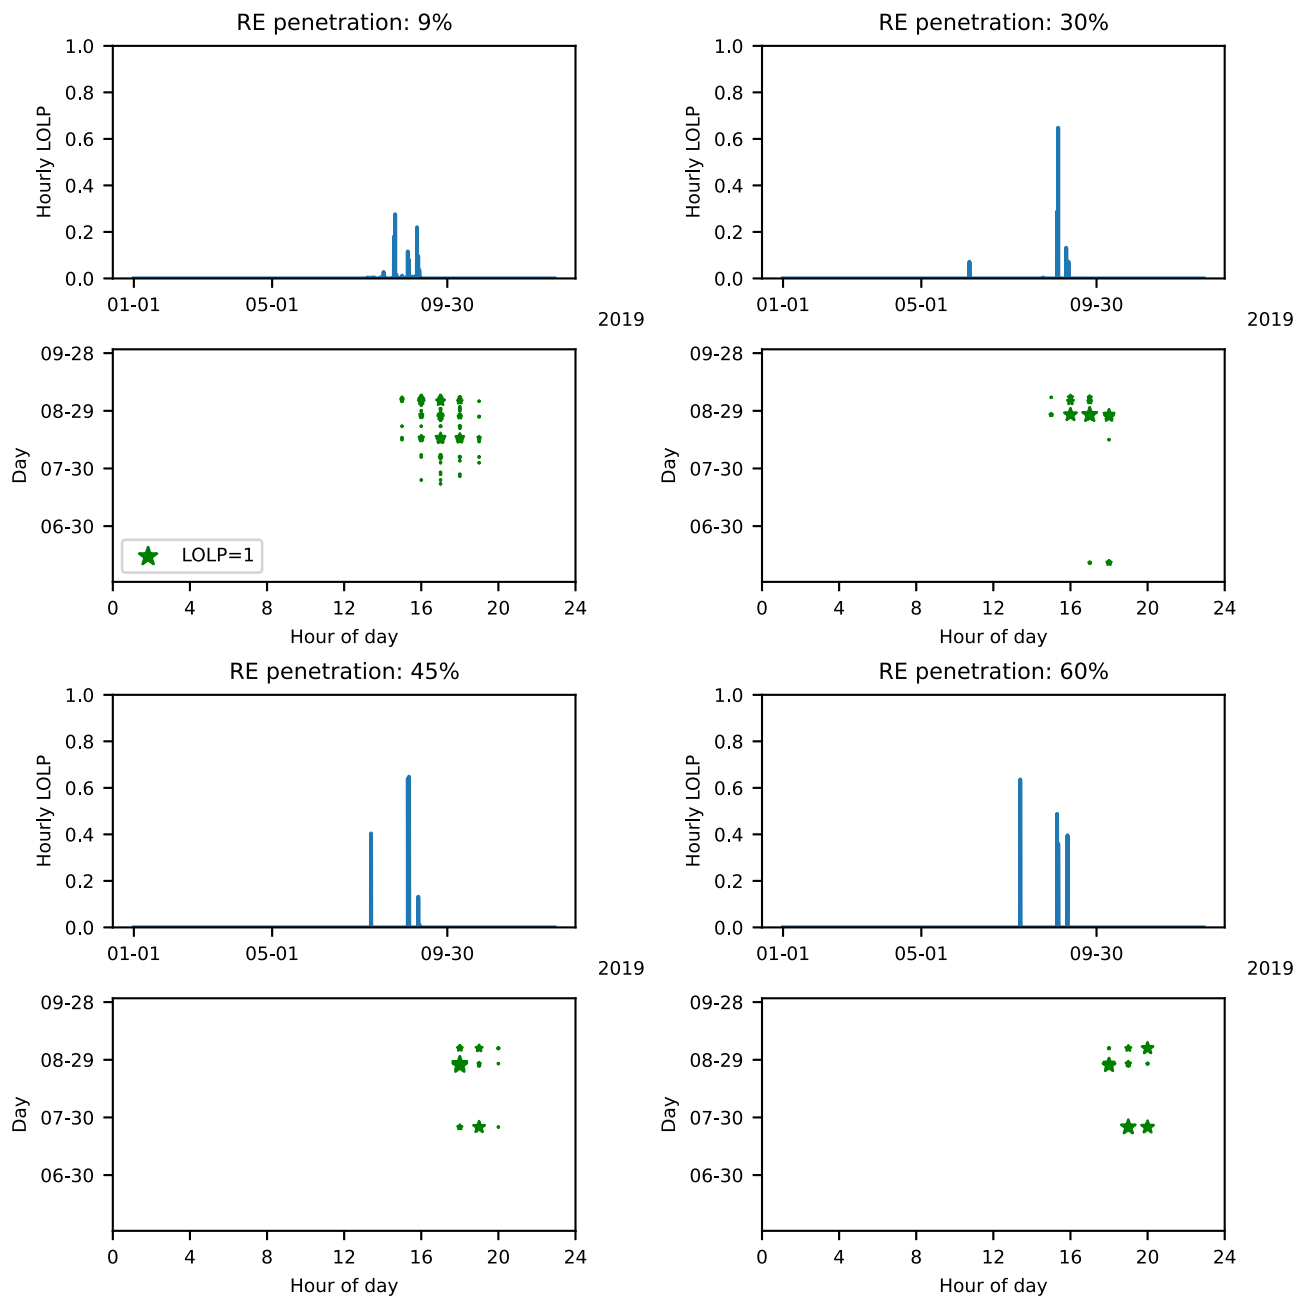 RE penetration: 9%
1.0
0.8
0.6
0.4
0.2
0.0
Hourly LOLP
01-01 05-01 09-30
2019
09-28
08-29
07-30
06-30
Day
LOLP=1
0 4 8 12 16 20 24
Hour of day
RE penetration: 30%
1.0
0.8
0.6
0.4
0.2
0.0
Hourly LOLP
01-01 05-01 09-30
2019
09-28
08-29
07-30
06-30
Day
0 4 8 12 16 20 24
Hour of day
RE penetration: 45%
1.0
0.8
0.6
0.4
0.2
0.0
Hourly LOLP
01-01 05-01 09-30
2019
09-28
08-29
07-30
06-30
Day
0 4 8 12 16 20 24
Hour of day
RE penetration: 60%
1.0
0.8
0.6
0.4
0.2
0.0
Hourly LOLP
01-01 05-01 09-30
2019
09-28
08-29
07-30
06-30
Day
0 4 8 12 16 20 24
Hour of day